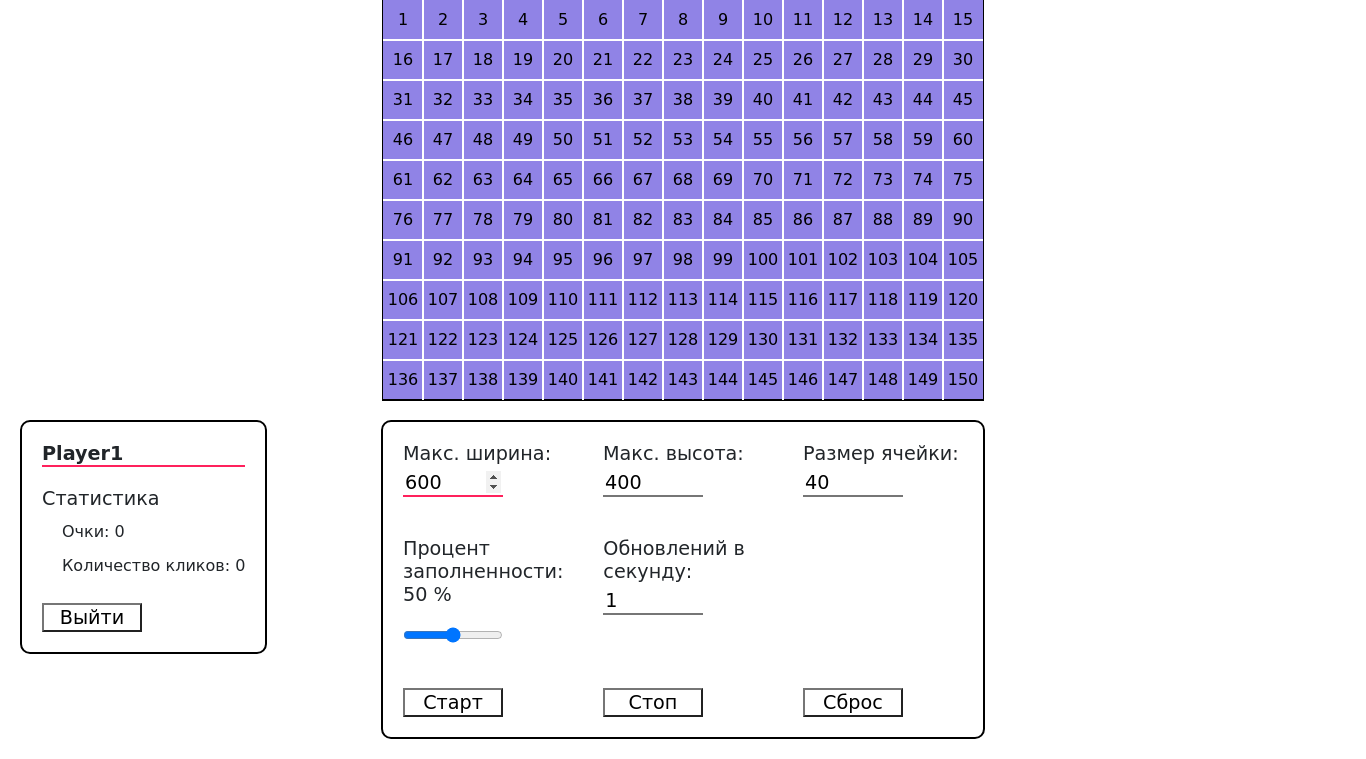 1 2 3 4 5 6 7 8 9 10 11 12 13 14 15
16 17 18 19 20 21 22 23 24 25 26 27 28 29 30
31 32 33 34 35 36 37 38 39 40 41 42 43 44 45
46 47 48 49 50 51 52 53 54 55 56 57 58 59 60
61 62 63 64 65 66 67 68 69 70 71 72 73 74 75
76 77 78 79 80 81 82 83 84 85 86 87 88 89 90
91 92 93 94 95 96 97 98 99 100 101 102 103 104 105
106 107 108 109 110 111 112 113 114 115 116 117 118 119 120
121 122 123 124 125 126 127 128 129 130 131 132 133 134 135
136 137 138 139 140 141 142 143 144 145 146 147 148 149 150
Player1
Статистика
Очки: 0
Количество кликов: 0
Выйти
Макс. ширина:
600
Макс. высота:
400
Размер ячейки:
40
Процент
заполненности:
50 %
Обновлений в
секунду:
1
Старт
Стоп
Сброс